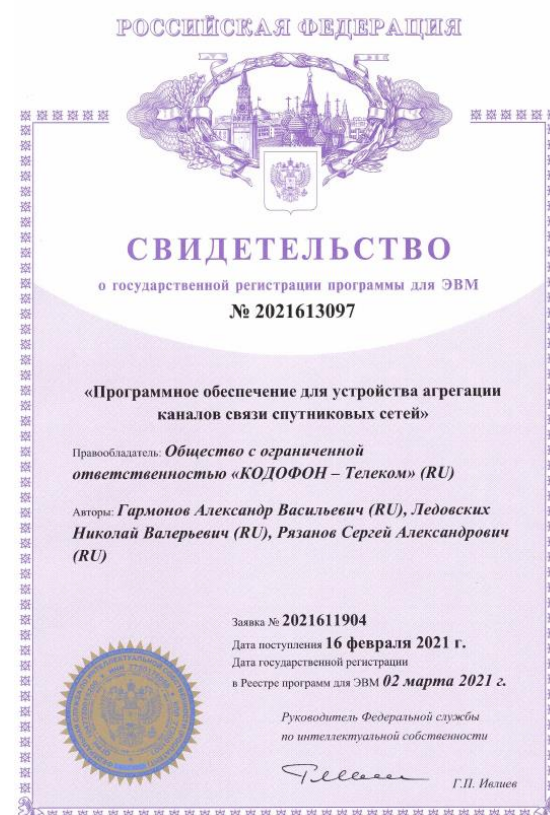 РОССИЙСКАЯ ФЕДЕРАЦИЯ
СВИДЕТЕЛЬСТВО
о государственной регистрации программы для ЭВМ
№ 2021613097
«Программное обеспечение для устройства агрегации
каналов связи спутниковых сетей»
Правообладатель: Общество с ограниченной
ответственностью «КОДОФОН – Телеком» (RU)
Авторы: Гармонов Александр Васильевич (RU), Ледовских
Николай Валерьевич (RU), Рязанов Сергей Александрович
(RU)
Заявка № 2021611904
Дата поступления 16 февраля 2021 г.
Дата государственной регистрации
в Реестре программ для ЭВМ 02 марта 2021 г.
Руководитель Федеральной службы
по интеллектуальной собственности
Г.П. Ивлиев